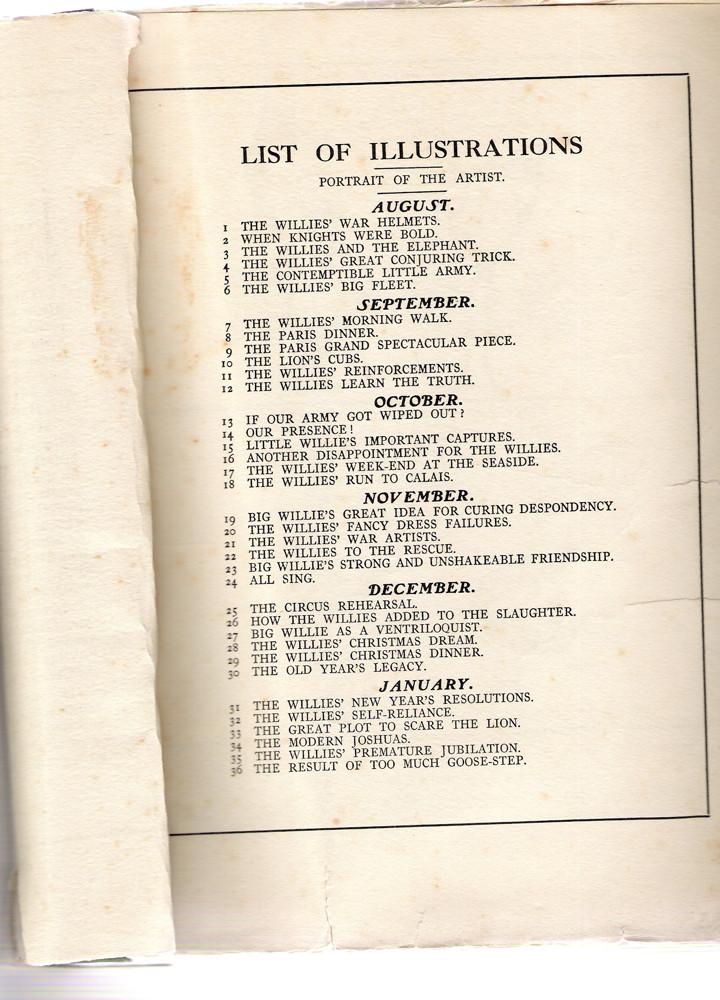 LIST OF ILLUSTRATIONS
PORTRAIT OF THE ARTIST.
AUGUST.
1 THE WILLIES' WAR HELMETS.
2 WHEN KNIGHTS WERE BOLD.
3 THE WILLIES AND THE ELEPHANT.
4 THE WILLIES' GREAT CONJURING TRICK.
5 THE CONTEMPTIBLE LITTLE ARMY.
6 THE WILLIES' BIG FLEET.
SEPTEMBER.
7 THE WILLIES' MORNING WALK.
8 THE PARIS DINNER.
9 THE PARIS GRAND SPECTACULAR PIECE.
10 THE LION'S CUBS.
11 THE WILLIES' REINFORCEMENTS.
12 THE WILLIES LEARN THE TRUTH.
OCTOBER.
13 IF OUR ARMY GOT WIPED OUT?
14 OUR PRESENCE!
15 LITTLE WILLIE'S IMPORTANT CAPTURES.
16 ANOTHER DISAPPOINTMENT FOR THE WILLIES.
17 THE WILLIES' WEEK-END AT THE SEASIDE.
18 THE WILLIES' RUN TO CALAIS.
NOVEMBER.
19 BIG WILLIE'S GREAT IDEA FOR CURING DESPONDENCY.
20 THE WILLIES' FANCY DRESS FAILURES.
21 THE WILLIES' WAR ARTISTS.
22 THE WILLIES TO THE RESCUE.
23 BIG WILLIE'S STRONG AND UNSHAKEABLE FRIENDSHIP.
24 ALL SING.
DECEMBER.
25 THE CIRCUS REHEARSAL.
26 HOW THE WILLIES ADDED TO THE SLAUGHTER.
27 BIG WILLIE AS A VENTRILOQUIST.
28 THE WILLIES' CHRISTMAS DREAM.
29 THE WILLIES' CHRISTMAS DINNER.
30 THE OLD YEAR'S LEGACY.
JANUARY.
31 THE WILLIES' NEW YEAR'S RESOLUTIONS.
32 THE WILLIES' SELF-RELIANCE.
33 THE GREAT PLOT TO SCARE THE LION.
34 THE MODERN JOSHUAS.
35 THE WILLIES' PREMATURE JUBILATION.
36 THE RESULT OF TOO MUCH GOOSE-STEP.